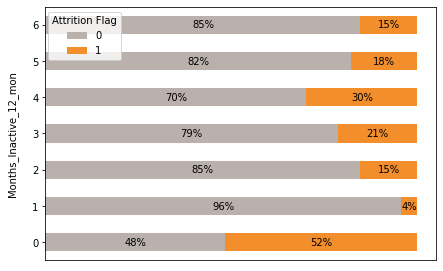 Attrition Flag
0
1
Months_Inactive_12_mon
6 85% 15%
5 82% 18%
4 70% 30%
3 79% 21%
2 85% 15%
1 96% 4%
0 48% 52%